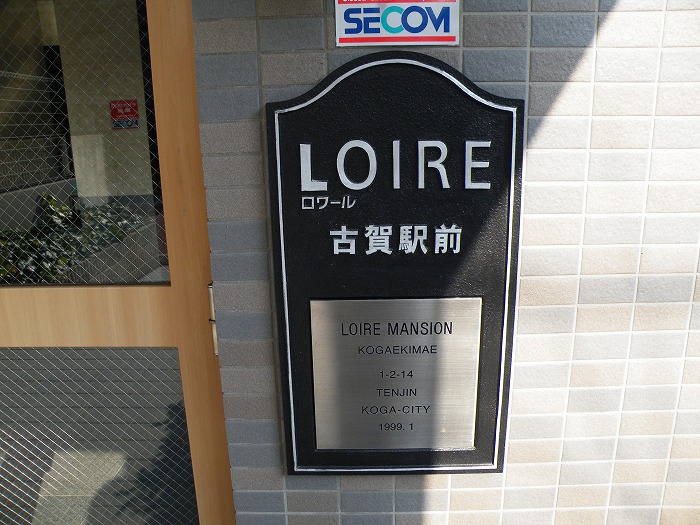 SECOM
LOIRE
ロワール
古賀駅前
LOIRE MANSION
KOGAEKIMAE
1-2-14
TENJIN
KOGA-CITY
1999. 1
SECOM